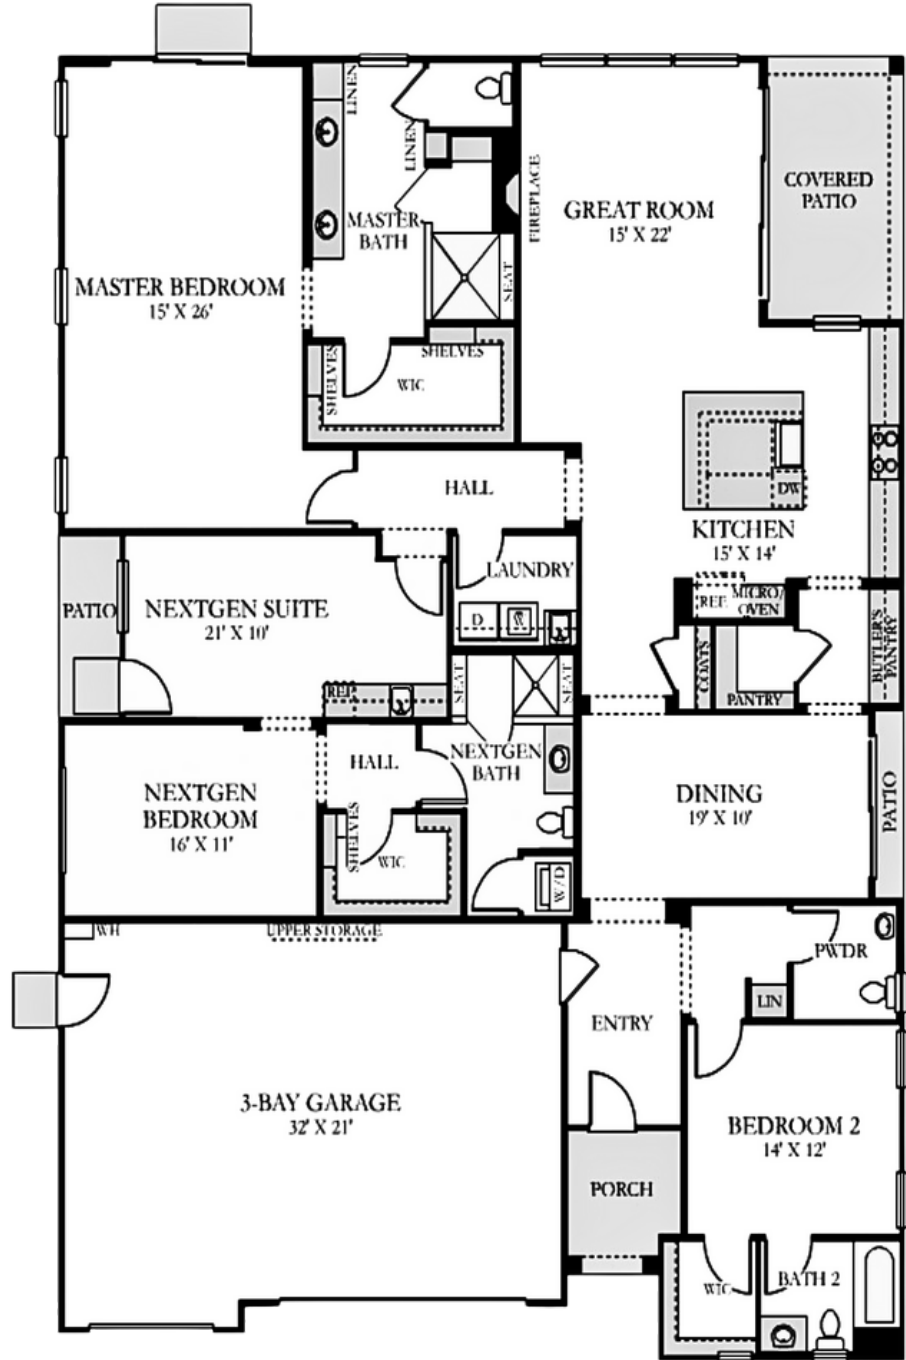 LINEN
LINEN
FIREPLACE
COVERED
PATIO
GREAT ROOM
15' X 22'
MASTER
BATH
SEAT
MASTER BEDROOM
15' X 26'
SHELVES
SHELVES
WIC
HALL
DW
KITCHEN
15' X 14'
PATIO
NEXTGEN SUITE
21' X 10'
LAUNDRY
D
W
REF.
MICRO/
OVEN
COATS
PANTRY
BUTLER'S
PANTRY
REF.
SEAT
SEAT
HALL
NEXTGEN
BATH
NEXTGEN
BEDROOM
16' X 11'
SHELVES
WIC
W/D
DINING
19' X 10'
PATIO
WH
UPPER STORAGE
PWDR
LIN
ENTRY
3-BAY GARAGE
32' X 21'
BEDROOM 2
14' X 12'
PORCH
WIC
BATH 2